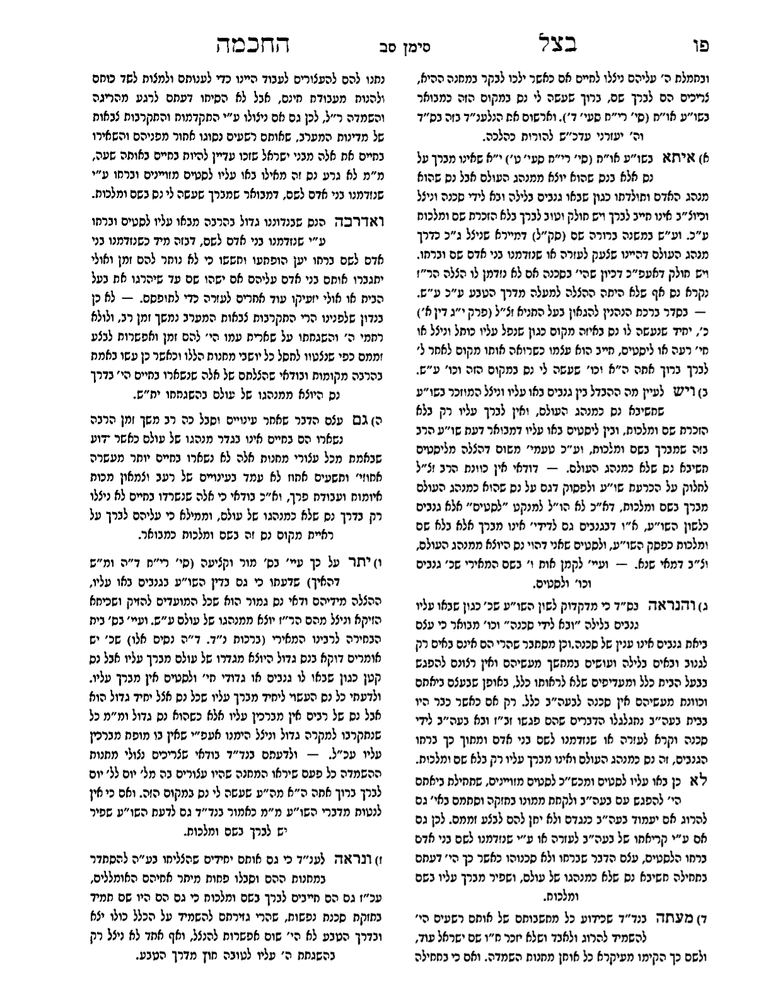 פו
בצל
סימן סב
החכמה
ובחמלת ה׳ עליהם ניצלו לחיים אם כאשר ילכו לבקר במחנה ההיא,
צריכים הם לברך שם, ברוך שעשה לי נס במקום הזה כמבואר
בשו״ע או״ח (סי׳ רי״ח סעי׳ ד׳). וארשום את הנלענ״ד בזה בס״ד
וה׳ יעזרני עדכ״ש להורות כהלכה.
א) איתא בשו״ע או״ח (סי׳ רי״ח סעי׳ ט׳) י״א שאינו מברך על
נס אלא בנס שהוא יוצא ממנהג העולם אבל נס שהוא
מנהג האדם ותולדתו כגון שבאו גנבים בלילה ובא לידי סכנה וניצל
וכיוצ״ב אינו חייב לברך ויש חולק וטוב לברך בלא הזכרת שם ומלכות
ע״כ. וע״ש במשנה ברורה שם (סק״ל) דמיירא שניצל ג״כ כדרך
מנהג העולם דהיינו שצעק לעזרה או שנזדמנו בני אדם שם וברחו.
ויש חולק דאעפ״כ דכיון שהי׳ בסכנה אם לא נזדמן לו הצלה הר״ז
נקרא נס אף שלא היתה ההצלה למעלה מדרך הטבע ע״כ ע״ש.
— בסדר ברכת הנהנין להגאון בעל התניא זצ״ל (פרק י״ג דין א׳)
כ׳, יחיד שנעשה לו נס באיזה מקום כגון שנפל עליו כותל וניצל או
חי׳ רעה או ליסטים, חייב הוא עצמו כשרואה אותו מקום לאחר ל׳
לברך ברוך אתה ה״א וכו׳ שעשה לי נס במקום הזה וכו׳ ע״ש.
ב) ויש לעיין מה ההבדל בין גנבים באו עליו וניצל המוזכר בשו״ע
שחשיבא נס כמנהג העולם, ואין לברך עליו רק בלא
הזכרת שם ומלכות, ובין ליסטים באו עליו דמבואר דעת שו״ע הרב
בזה שמברך בשם ומלכות, וע״כ טעמי׳ משום דהצלה מליסטים
חשיבא נס שלא כמנהג העולם. — דודאי אין כוונת הרב זצ״ל
לחלוק על הכרעת שו״ע ולפסוק דגם על נס שהוא כמנהג העולם
מברך בשם ומלכות, דא״כ לא הו״ל למנקט ״לסטים״ אלא גנבים
כלשון השו״ע, א״ו דבגנבים גם לדידי׳ אינו מברך אלא בלא שם
ומלכות כפסק השו״ע, ולסטים שאני דהוי נס היוצא ממנהג העולם,
וצ״ב דמאי שנא. — ועיי׳ לקמן אות ו׳ בשם המאירי שכ׳ גנבים
וכו׳ ולסטים.
ג) והנראה בס״ד כי מדקדוק לשון השו״ע שכ׳ כגון שבאו עליו
גנבים בלילה ״ובא לידי סכנה״ וכו׳ מבואר כי עצם
ביאת גנבים אינו ענין של סכנה.וכן מסתבר שהרי הם אינם באים רק
לגנוב ובאים בלילה ועושים במחשך מעשיהם ואין רצונם להפגש
בבעל הבית כלל ומעדיפים שלא לראותו כלל, באופן שבעצם ביאתם
וכוונת מעשיהם אין סכנה לבעה״ב כלל. רק אם כאשר כבר היו
בבית בעה״ב נתגלגלו הדברים שהם פגשו זב״ז ובא בעה״ב לידי
סכנה וקרא לעזרה או שנזדמנו לשם בני אדם ומתוך כך ברחו
הגנבים, זה נס כמנהג העולם ואינו מברך עליו רק בלא שם ומלכות.
לא כן באו עליו לסטים ומכש״כ לסטים מזויינים, שתחילת ביאתם
הי׳ להפגש עם בעה״ב ולקחת ממונו בחזקה וסתמם באי׳ גם
להרוג אם יעמוד בעה״ב כנגדם ולא יתן להם לבצע זממם. לכן גם
אם ע״י קריאתו של בעה״ב לעזרה או ע״י שנזדמנו לשם בני אדם
ברחו הלסטים, עצם הדבר שברחו ולא סכנוהו כאשר כך הי׳ דעתם
בתחילה חשיבא נס שלא כמנהגו של עולם, ושפיר מברך עליו בשם
ומלכות.
ד) מעתה בנד״ד שכידוע כל מחשבותם של אותם רשעים הי׳
להשמיד להרוג ולאבד ושלא יזכר ח״ו שם ישראל עוד,
ולשם כך הקימו מעיקרא כל אותן מחנות השמדה. ואם כי בתחילה
נתנו להם להעצורים לעבוד היינו כדי לענותם ולמצות לשד כוחם
ולהנות מעבודת חינם, אבל לא הסיחו דעתם לרגע מהריגה
והשמדה ר״ל, לכן גם אם ניצולו ע״י התקדמות והתקרבות צבאות
של מדינות המערב, שאותם רשעים נסוגו אחור מפניהם והשאירו
בחיים את אלה מבני ישראל שזכו עדיין להיות בחיים באותה שעה,
מ״מ לא גרע נס זה מאילו באו עליו לסטים מזויינים וברחו ע״י
שנזדמנו בני אדם לשם, דמבואר שמברך שעשה לי נס בשם ומלכות.
ואדרבה הנס שבנדוננו גדול בהרבה מבאו עליו לסטים וברחו
ע״י שנזדמנו בני אדם לשם, דבזה מיד כשנזדמנו בני
אדם לשם ברחו יען הופתעו וחששו כי לא נותר להם זמן ואולי
יתגברו אותם בני אדם עליהם אם ישהו שם עד שיהרגו את בעל
הבית או אולי יזעיקו עוד אחרים לעזרה כדי לתופסם. — לא כן
בנדון שלפנינו הרי התקרבות צבאות המערב נמשך זמן רב, ולולא
רחמי ה׳ והשגחתו על שארית עמו הי׳ להם זמן ואפשרות לבצע
זממם כפי שנצטוו לחסל כל יושבי מחנות הללו וכאשר כן עשו באמת
בהרבה מקומות ובודאי שהצלתם של אלה שנשארו בחיים הי׳ בדרך
נס היוצא ממנהגו של עולם בהשגחתו ית״ש.
ה) גם עצם הדבר שאחר עינויים וסבל כה רב משך זמן הרבה
נשארו הם בחיים אינו בגדר מנהגו של עולם כאשר ידוע
שבאמת מכל עצורי מחנות אלה לא נשארו בחיים יותר מעשרה
אחוזי׳ ותשעים אחוז לא עמד בעינויים של רעב וצמאון מכות
איומות ועבודת פרך, וא״כ בודאי כי אלה ששרדו בחיים לא ניצלו
רק בדרך נס שלא כמנהגו של עולם, וממילא כי עליהם לברך על
ראיית מקום נס זה בשם ומלכות כמבואר.
ו) יתר על כך עיי׳ בס׳ מור וקציעה (סי׳ רי״ח ד״ה ומ״ש
דהאיך) שדעתו כי גם בדין השו״ע בגנבים באו עליו,
ההצלה מידיהם ודאי נס גמור הוא שכל המועדים להזיק ושכיחא
הזיקא וניצל מהם הר״ז יוצא ממנהגו של עולם ע״ש. ועיי׳ בס׳ בית
הבחירה לרבינו המאירי (ברכות נ״ד. ד״ה נסים אלו) שכ׳ יש
אומרים דוקא בנס גדול היוצא מגדרו של עולם מברך עליו אבל נס
קטן כגון שבאו לו גנבים או גדודי חי׳ ולסטים אין מברך עליו.
ולדעתי כל נס העשוי ליחיד מברך עליו שכל נס אצל יחיד גדול הוא
אבל נס של רבים אין מברכין עליו אלא כשהוא נס גדול ומ״מ כל
שנתקרבו למקרה גדול וניצל הימנו אעפ״י שאין בו מופת מברכין
עליו עכ״ל. — ולדעתם בנד״ד בודאי שצריכים נצולי מחנות
ההשמדה כל פעם שיראו המחנה שהיו עצורים בה מל׳ יום לל׳ יום
לברך ברוך אתה ה״א מה״ע שעשה לי נס במקום הזה. ואם כי אין
לנטות מדברי השו״ע מ״מ כאמור בנד״ד גם לדעת השו״ע שפיר
יש לברך בשם ומלכות.
ז) ונראה לענ״ד כי גם אותם יחידים שהצליחו בע״ה להסתדר
במחנות ההם וסבלו פחות מיתר אחיהם האומללים,
עכ״ז גם הם חייבים לברך בשם ומלכות כי גם הם היו שם תמיד
בחזקת סכנת נפשות, שהרי גזירתם להשמיד על הכלל כולו יצא
ובדרך הטבע לא הי׳ שום אפשרות להנצל, ואף אחד לא ניצל רק
בהשגחת ה׳ עליו לטובה חוץ מדרך הטבע.